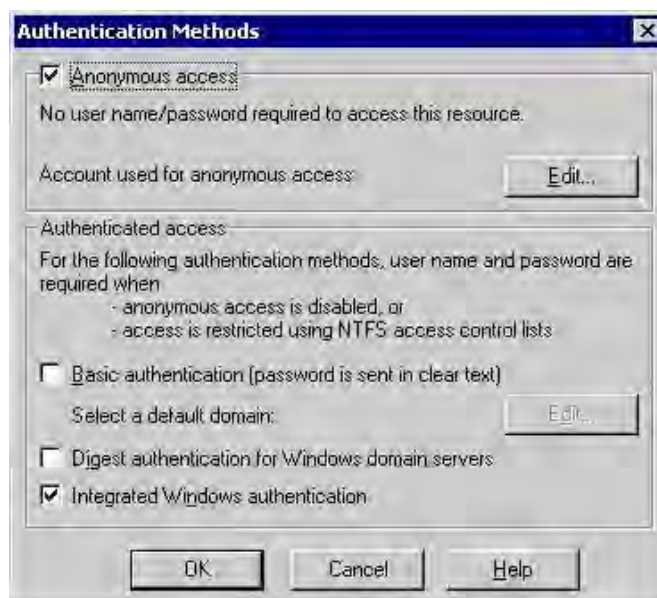 Authentication Methods
Anonymous access
No user name/password required to access this resource.
Account used for anonymous access:
Edit...
Authenticated access
For the following authentication methods, user name and password are
required when
- anonymous access is disabled, or
- access is restricted using NTFS access control lists
Basic authentication (password is sent in clear text)
Select a default domain:
Edit...
Digest authentication for Windows domain servers
Integrated Windows authentication
OK
Cancel
Help